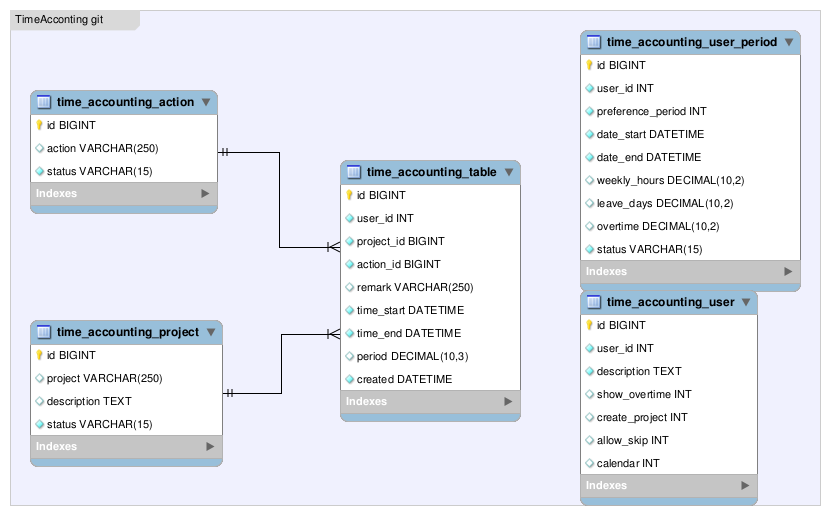 TimeAcconting git
time_accounting_action
id BIGINT
action VARCHAR(250)
status VARCHAR(15)
Indexes
time_accounting_project
id BIGINT
project VARCHAR(250)
description TEXT
status VARCHAR(15)
Indexes
time_accounting_table
id BIGINT
user_id INT
project_id BIGINT
action_id BIGINT
remark VARCHAR(250)
time_start DATETIME
time_end DATETIME
period DECIMAL(10,3)
created DATETIME
Indexes
time_accounting_user_period
id BIGINT
user_id INT
preference_period INT
date_start DATETIME
date_end DATETIME
weekly_hours DECIMAL(10,2)
leave_days DECIMAL(10,2)
overtime DECIMAL(10,2)
status VARCHAR(15)
Indexes
time_accounting_user
id BIGINT
user_id INT
description TEXT
show_overtime INT
create_project INT
allow_skip INT
calendar INT
Indexes